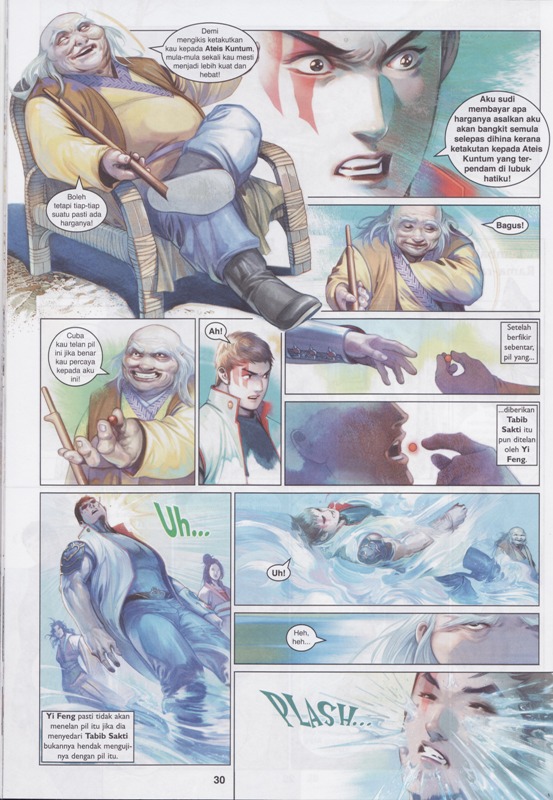 Demi
mengikis ketakutkan
kau kepada Ateis Kuntum,
mula-mula sekali kau mesti
menjadi lebih kuat dan
hebat!
Aku sudi
membayar apa
harganya asalkan aku
akan bangkit semula
selepas dihina kerana
ketakutan kepada Ateis
Kuntum yang ter-
pendam di lubuk
hatiku!
Boleh
tetapi tiap-tiap
suatu pasti ada
harganya!
Bagus!
Cuba
kau telan pil
ini jika benar
kau percaya
kepada aku
ini!
Ah!
Setelah
berfikir
sebentar,
pil yang...
...diberikan
Tabib
Sakti itu
pun ditelan
oleh Yi
Feng.
Uh...
Uh!
Heh,
heh...
Yi Feng pasti tidak akan
menelan pil itu jika dia
menyedari Tabib Sakti
bukannya hendak menguji-
nya dengan pil itu.
PLASH...
30